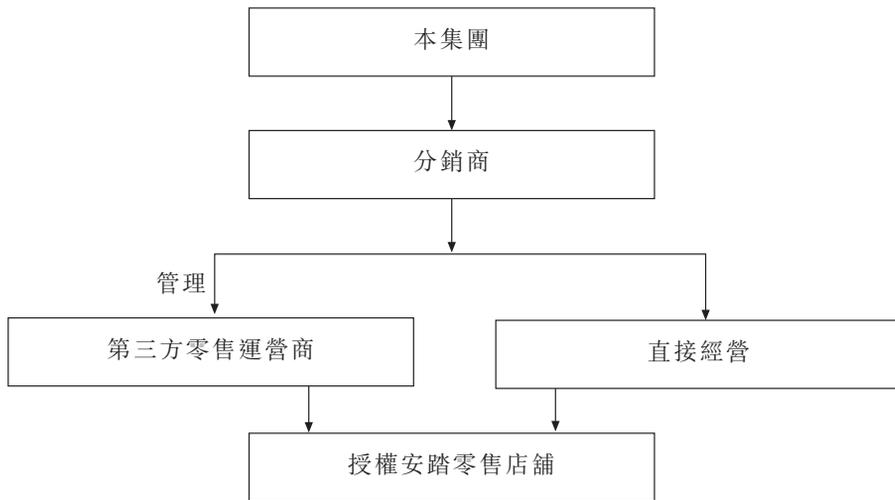 本集團
分銷商
管理
第三方零售運營商
直接經營
授權安踏零售店舖